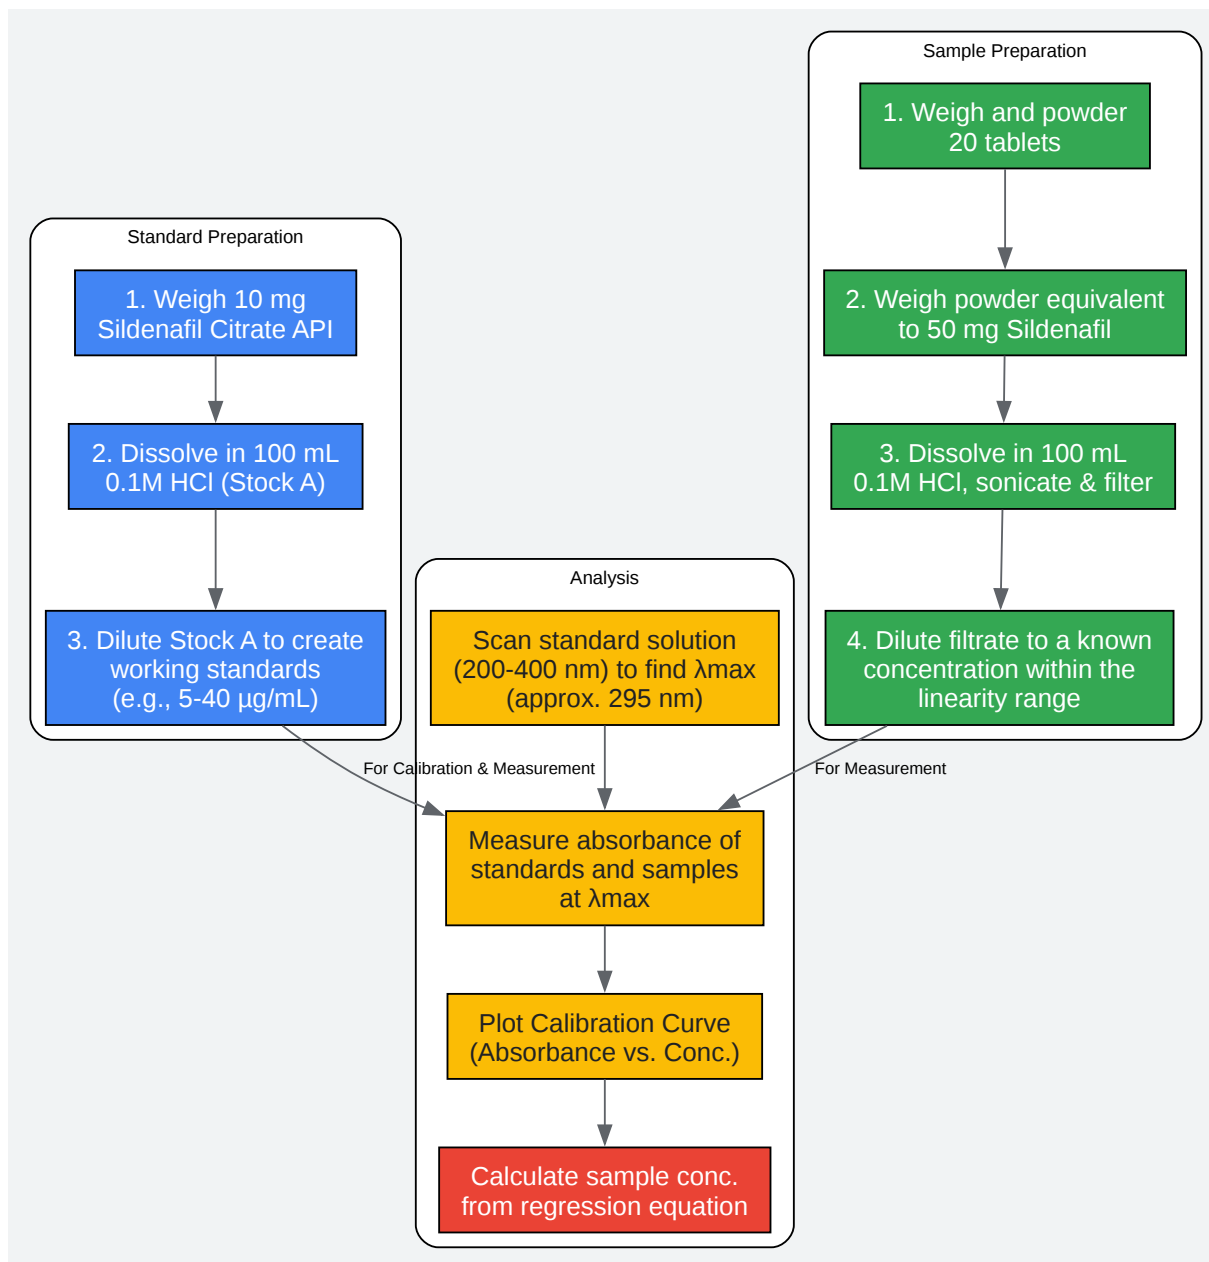 Standard Preparation
1. Weigh 10 mg
Sildenafil Citrate API
2. Dissolve in 100 mL
0.1M HCl (Stock A)
3. Dilute Stock A to create
working standards
(e.g., 5-40 µg/mL)
Sample Preparation
1. Weigh and powder
20 tablets
2. Weigh powder equivalent
to 50 mg Sildenafil
3. Dissolve in 100 mL
0.1M HCl, sonicate & filter
4. Dilute filtrate to a known
concentration within the
linearity range
Analysis
Scan standard solution
(200-400 nm) to find λmax
(approx. 295 nm)
For Calibration & Measurement
For Measurement
Measure absorbance of
standards and samples
at λmax
Plot Calibration Curve
(Absorbance vs. Conc.)
Calculate sample conc.
from regression equation